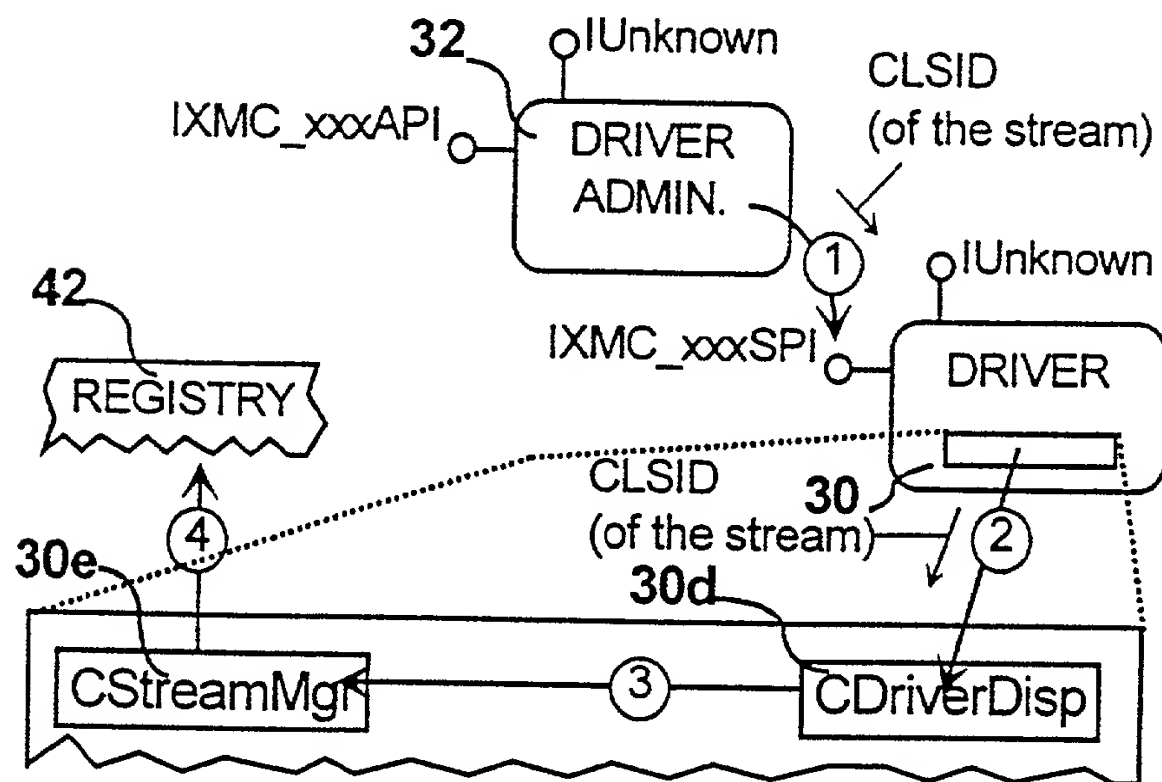 32
IUnknown
CLSID
(of the stream)
IXMC_xxxAPI
DRIVER
ADMIN.
1
IUnknown
42
IXMC_xxxSPI
DRIVER
REGISTRY
CLSID
(of the stream)
30
2
4
30e
30d
CStreamMgr
3
CDriverDisp